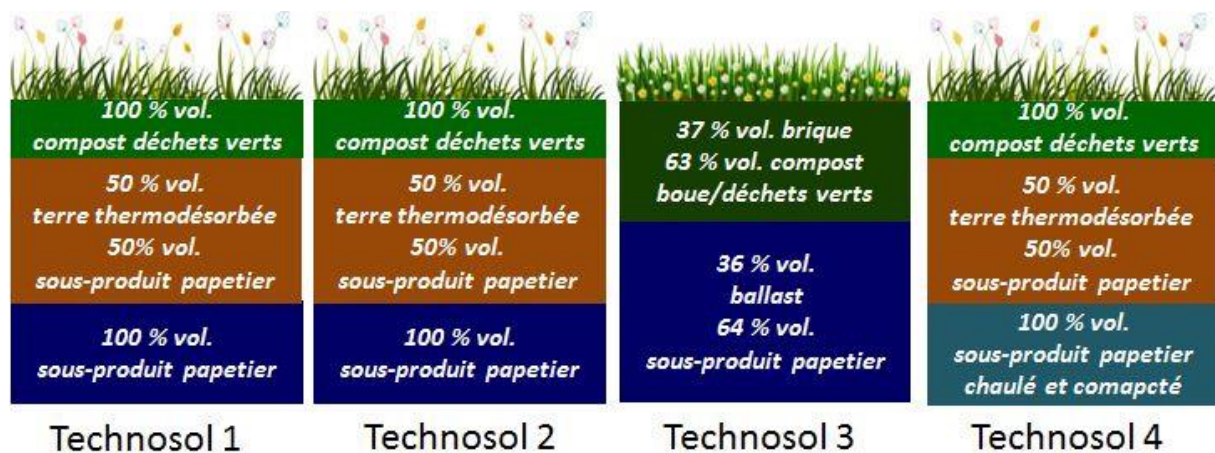 100 % vol.
compost déchets verts
50 % vol.
terre thermodésorbée
50% vol.
sous-produit papetier
100 % vol.
sous-produit papetier
Technosol 1
100 % vol.
compost déchets verts
50 % vol.
terre thermodésorbée
50% vol.
sous-produit papetier
100 % vol.
sous-produit papetier
Technosol 2
37 % vol. brique
63 % vol. compost
boue/déchets verts
36 % vol.
ballast
64 % vol.
sous-produit papetier
Technosol 3
100 % vol.
compost déchets verts
50 % vol.
terre thermodésorbée
50% vol.
sous-produit papetier
100 % vol.
sous-produit papetier
chaulé et comapcté
Technosol 4